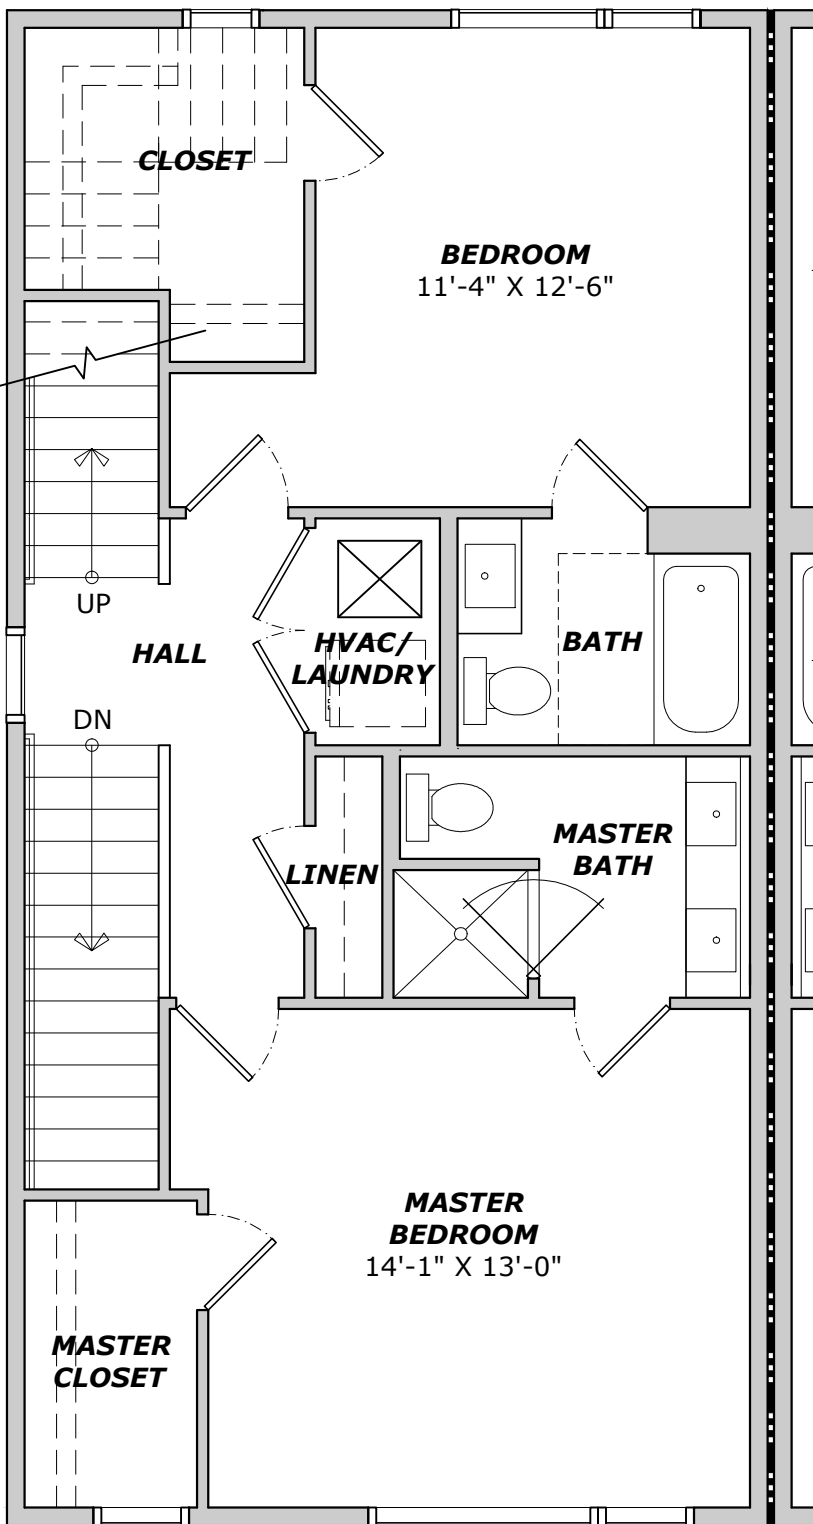 CLOSET
BEDROOM
11'-4" X 12'-6"
UP
HALL
HVAC/
LAUNDRY
BATH
DN
MASTER
BATH
LINEN
MASTER
BEDROOM
14'-1" X 13'-0"
MASTER
CLOSET